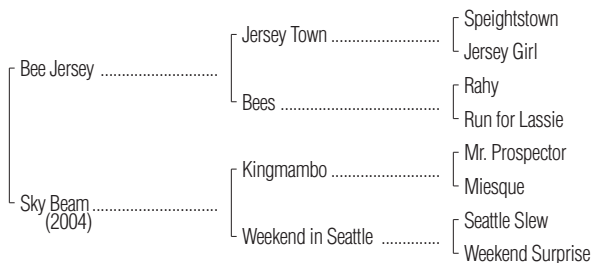 Speightstown
Jersey Town ............................
Jersey Girl
Bee Jersey ..............................
Rahy
Bees .........................................
Run for Lassie
Mr. Prospector
Kingmambo ............................
Miesque
Sky Beam ................................
(2004)
Seattle Slew
Weekend in Seattle ...............
Weekend Surprise